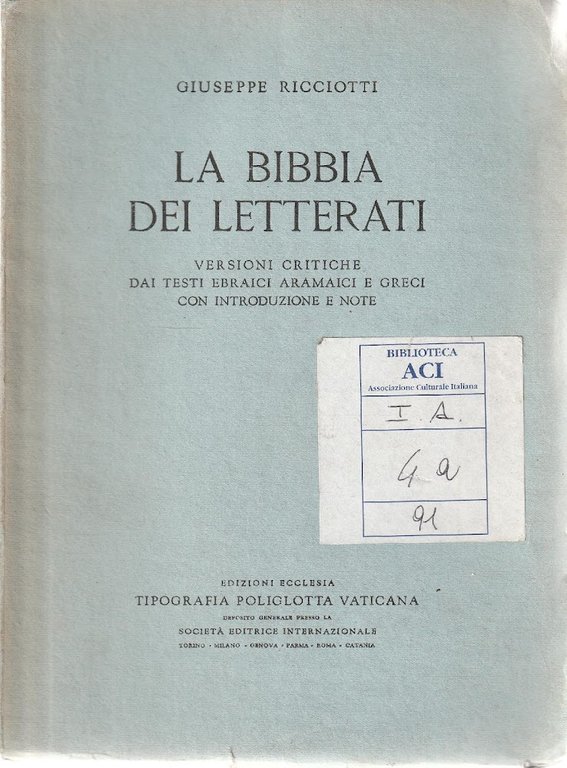 GIUSEPPE RICCIOTTI
LA BIBBIA
DEI LETTERATI
VERSIONI CRITICHE
DAI TESTI EBRAICI ARAMAICI E GRECI
CON INTRODUZIONE E NOTE
BIBLIOTECA
ACI
Associazione Culturale Italiana
I. A.
4 a
91
EDIZIONI ECCLESIA
TIPOGRAFIA POLIGLOTTA VATICANA
DEPOSITO GENERALE PRESSO LA
SOCIETÀ EDITRICE INTERNAZIONALE
TORINO - MILANO - GENOVA - PARMA - ROMA - CATANIA